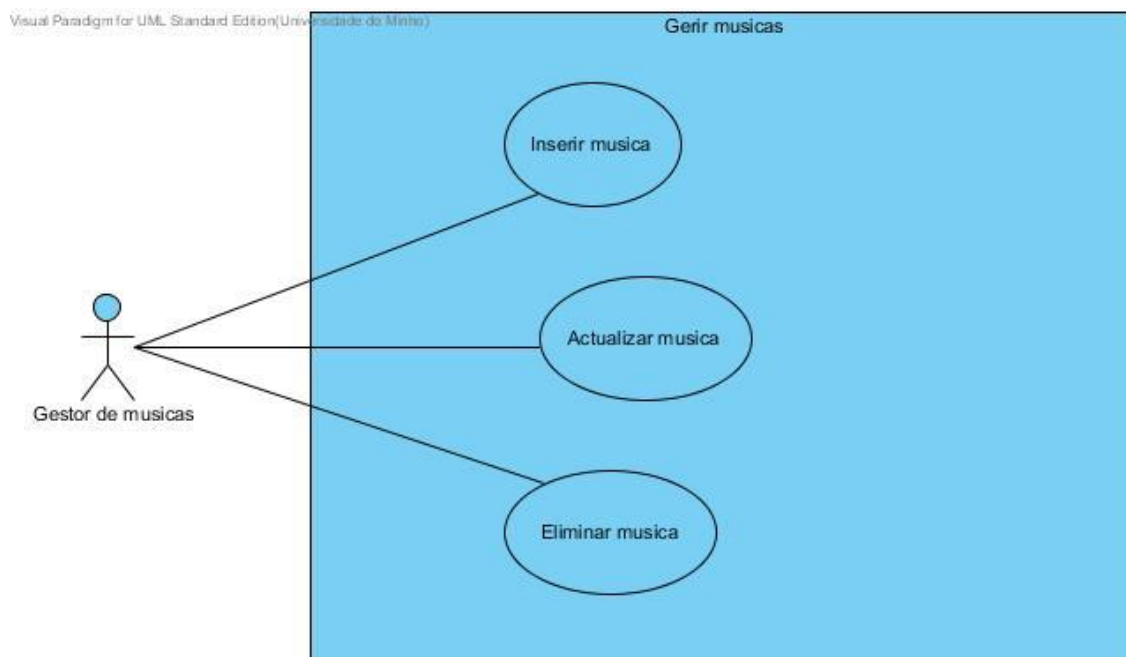 Visual Paradigm for UML Standard Edition(Universidade do Minho)
Gerir musicas
Inserir musica
Actualizar musica
Gestor de musicas
Eliminar musica